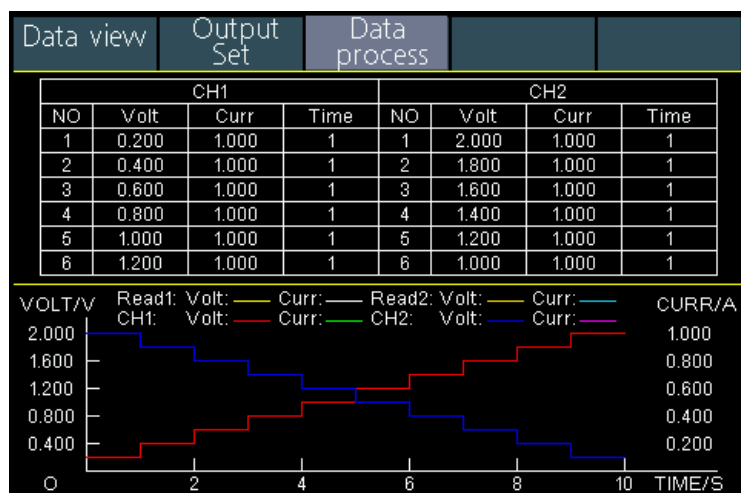 Data view Output Set Data process
CH1 CH2
NO Volt Curr Time NO Volt Curr Time
1 0.200 1.000 1 1 2.000 1.000 1
2 0.400 1.000 1 2 1.800 1.000 1
3 0.600 1.000 1 3 1.600 1.000 1
4 0.800 1.000 1 4 1.400 1.000 1
5 1.000 1.000 1 5 1.200 1.000 1
6 1.200 1.000 1 6 1.000 1.000 1
VOLT/V Read1: Volt: Curr: Read2: Volt: Curr: CURR/A
CH1: Volt: Curr: CH2: Volt: Curr:
2.000 1.000
1.600 0.800
1.200 0.600
0.800 0.400
0.400 0.200
O 2 4 6 8 10 TIME/S